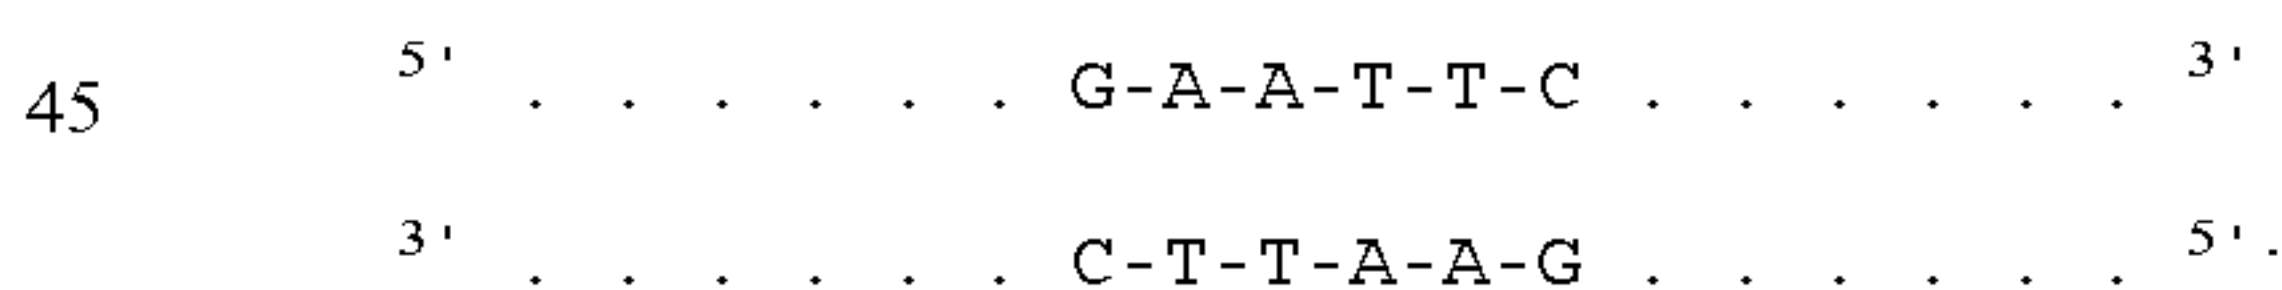 45 5' . . . . . . G-A-A-T-T-C . . . . . . 3'
3' . . . . . . C-T-T-A-A-G . . . . . . 5'.